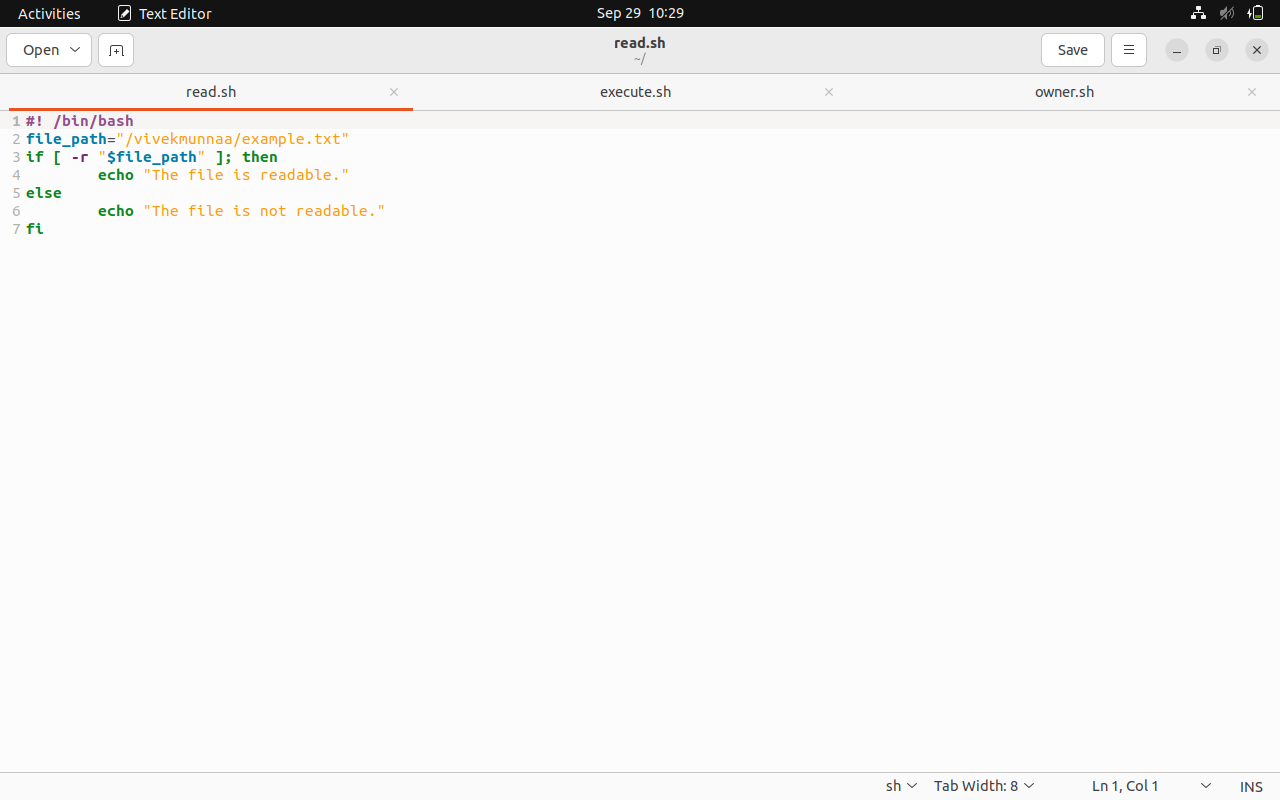 Activities Text Editor Sep 29 10:29
Open read.sh Save
~/
read.sh execute.sh owner.sh
1 #! /bin/bash
2 file_path="/vivekmunnaa/example.txt"
3 if [ -r "$file_path" ]; then
4         echo "The file is readable."
5 else
6         echo "The file is not readable."
7 fi
sh Tab Width: 8 Ln 1, Col 1 INS